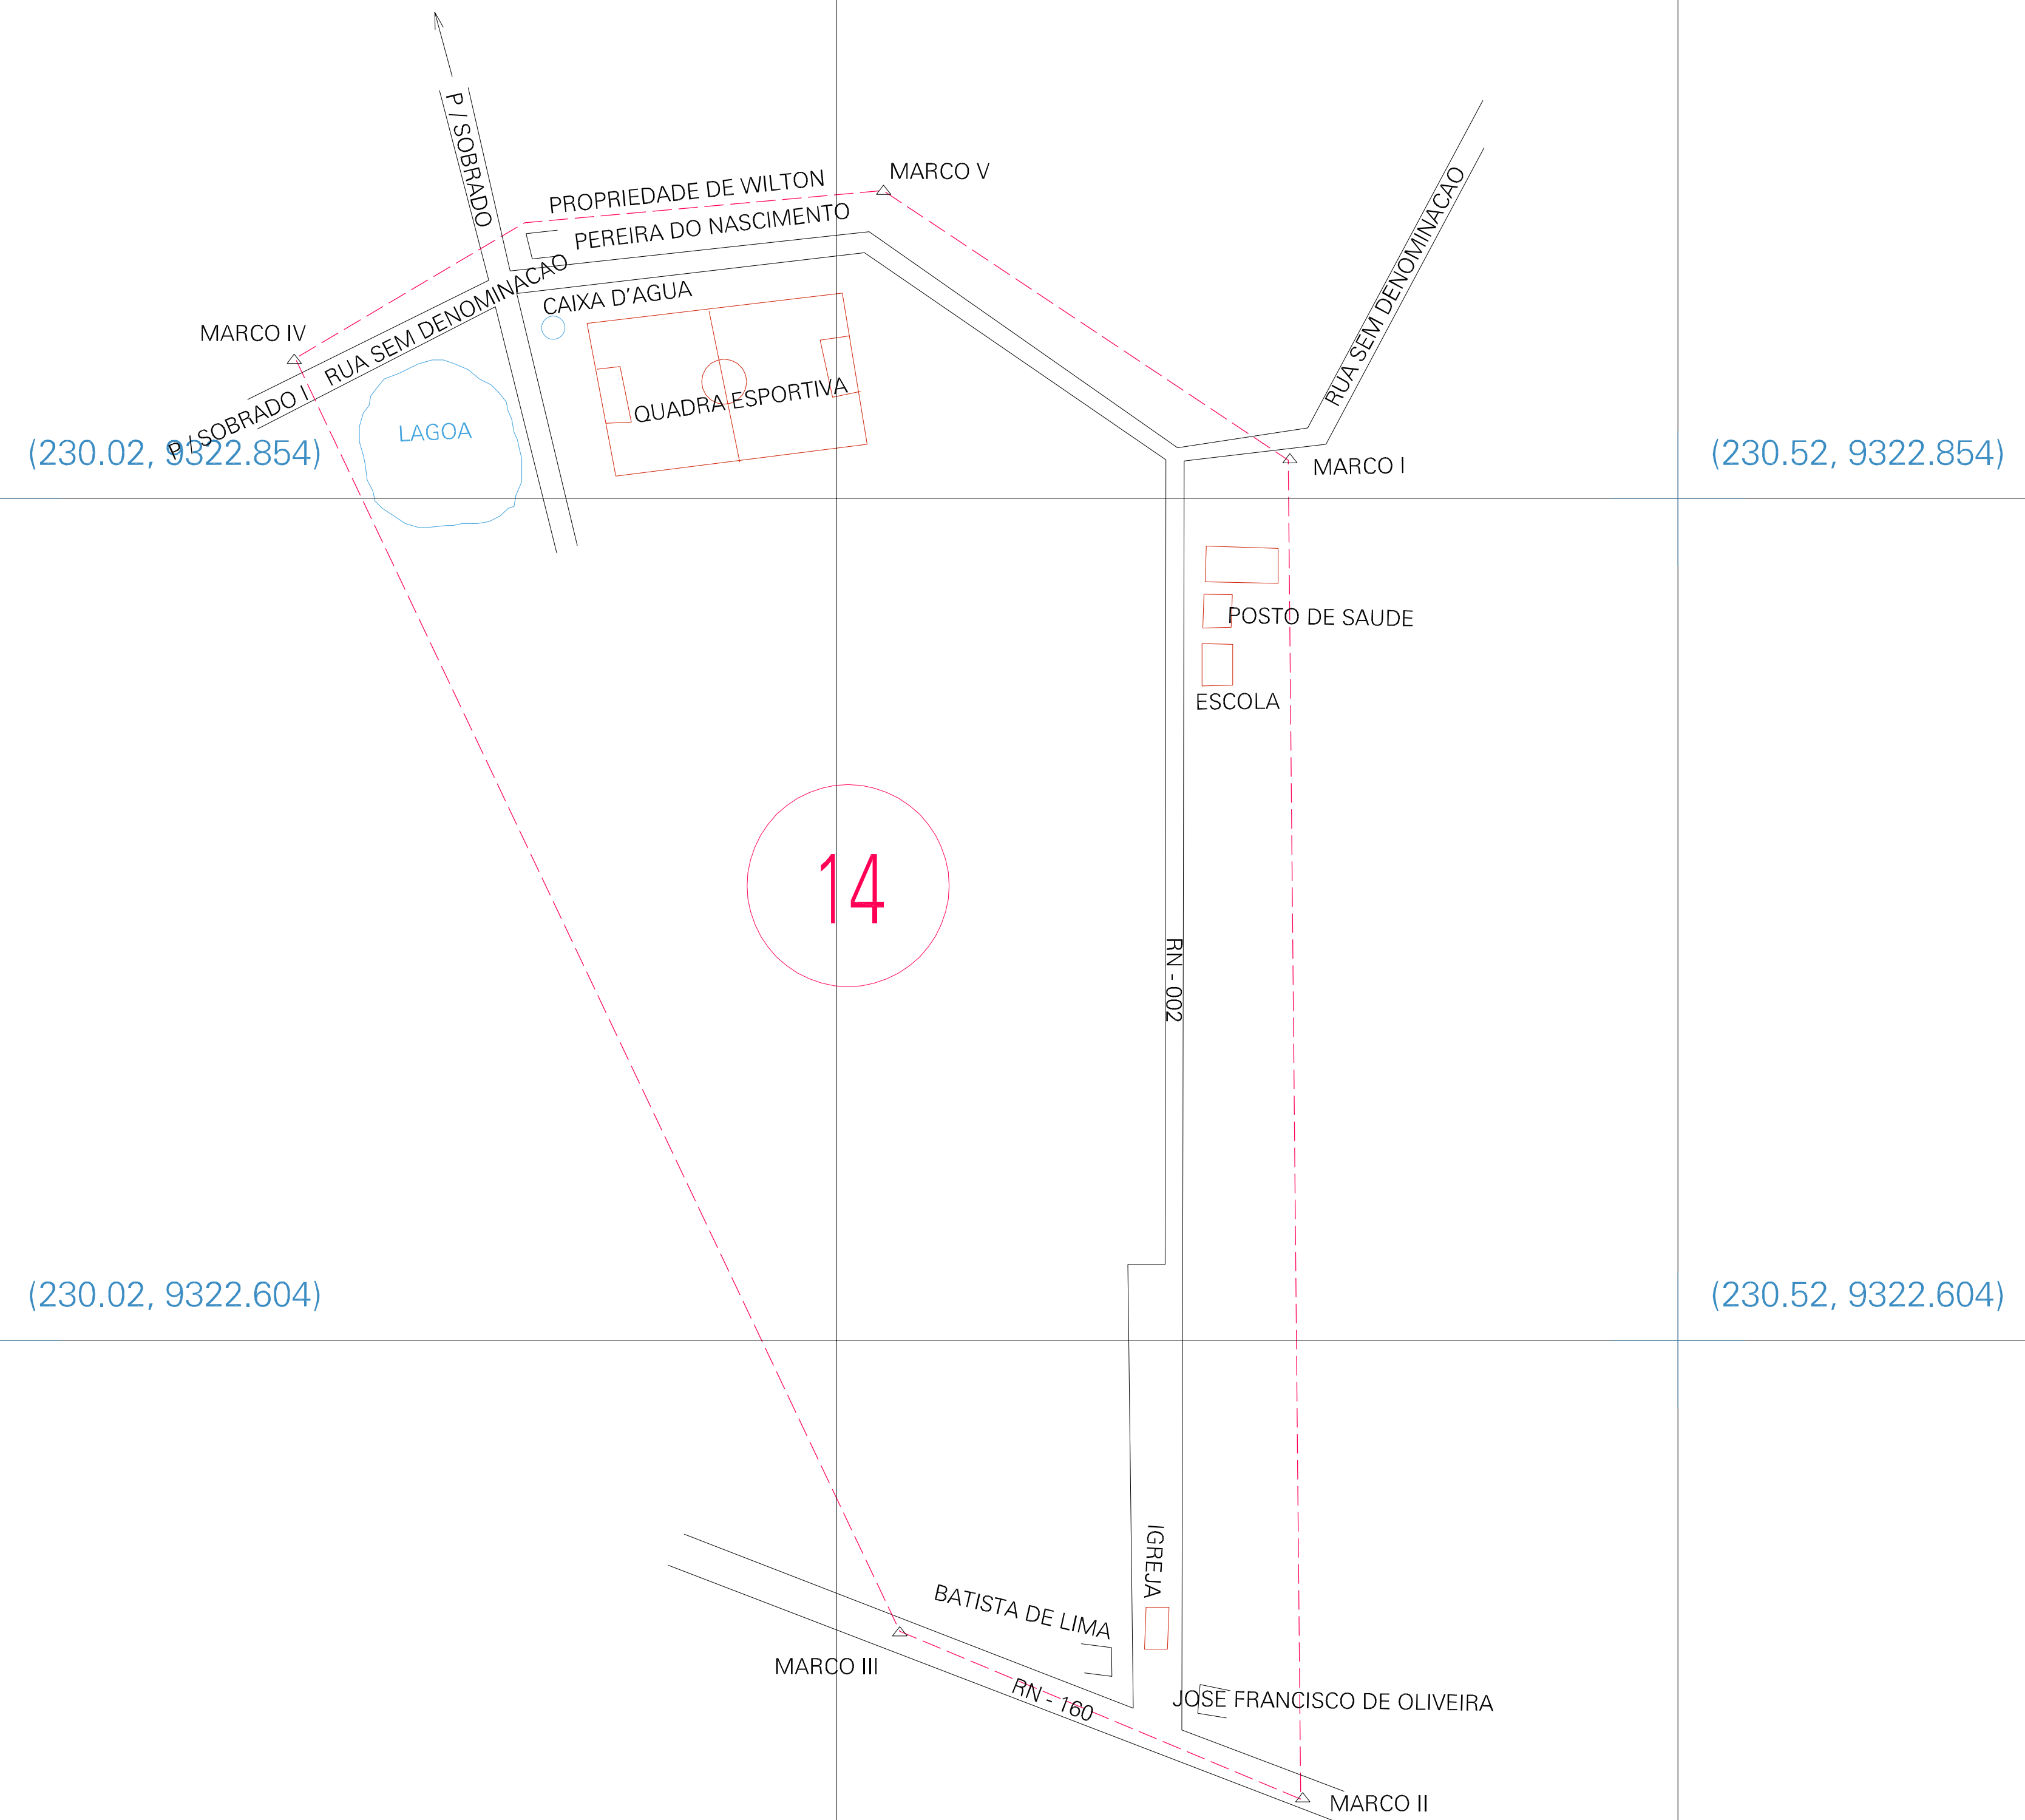 P / SOBRADO
MARCO V
PROPRIEDADE DE WILTON
PEREIRA DO NASCIMENTO
RUA SEM DENOMINACAO
CAIXA D'AGUA
MARCO IV
RUA SEM DENOMINACAO
P / SOBRADO I
QUADRA ESPORTIVA
LAGOA
(230.02, 9322.854)
(230.52, 9322.854)
MARCO I
POSTO DE SAUDE
ESCOLA
14
RN - 002
(230.02, 9322.604)
(230.52, 9322.604)
IGREJA
BATISTA DE LIMA
MARCO III
RN - 160
JOSE FRANCISCO DE OLIVEIRA
MARCO II